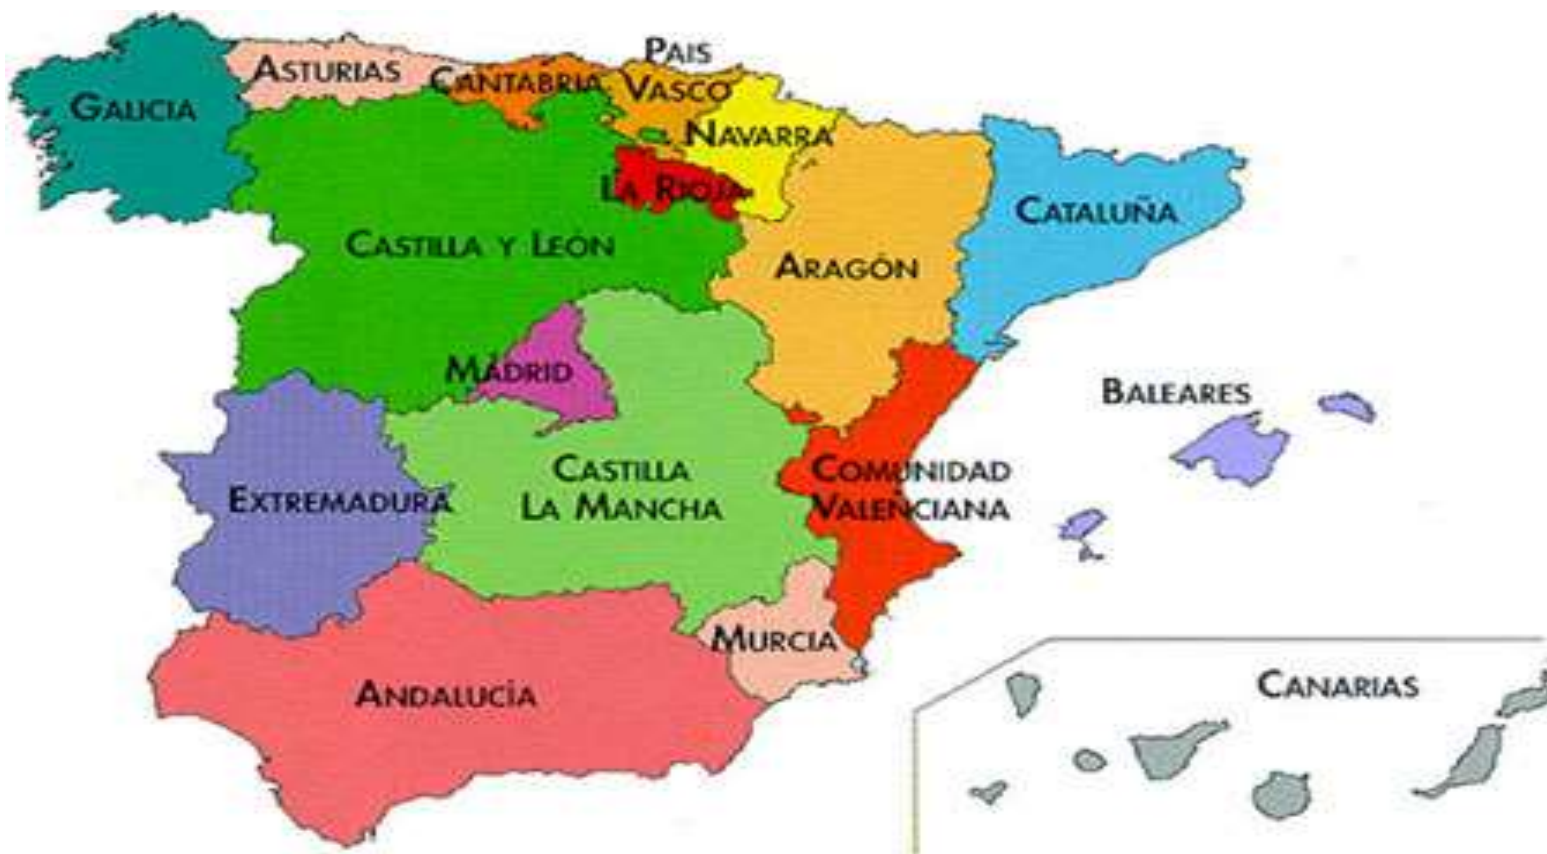 PAIS
VASCO
ASTURIAS
CANTABRIA
GALICIA
NAVARRA
LA RIOJA
CATALUÑA
CASTILLA Y LEÓN
ARAGÓN
MADRID
BALEARES
CASTILLA
LA MANCHA
COMUNIDAD
VALENCIANA
EXTREMADURA
MURCIA
ANDALUCÍA
CANARIAS